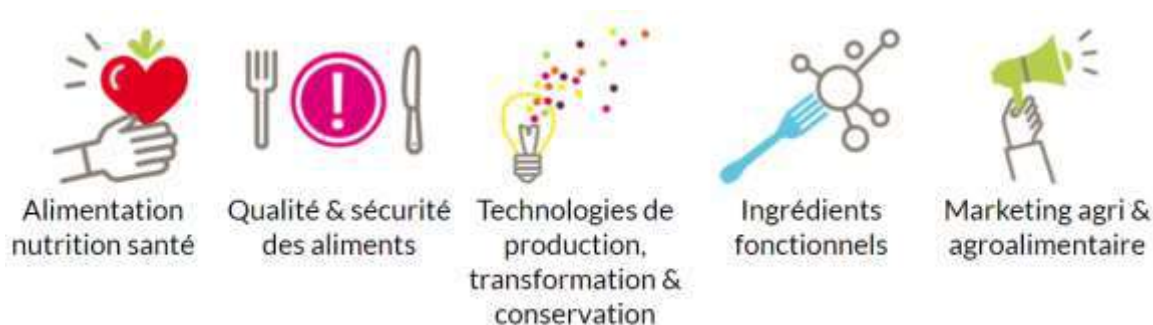 Alimentation
nutrition santé
Qualité & sécurité
des aliments
Technologies de
production,
transformation &
conservation
Ingrédients
fonctionnels
Marketing agri &
agroalimentaire